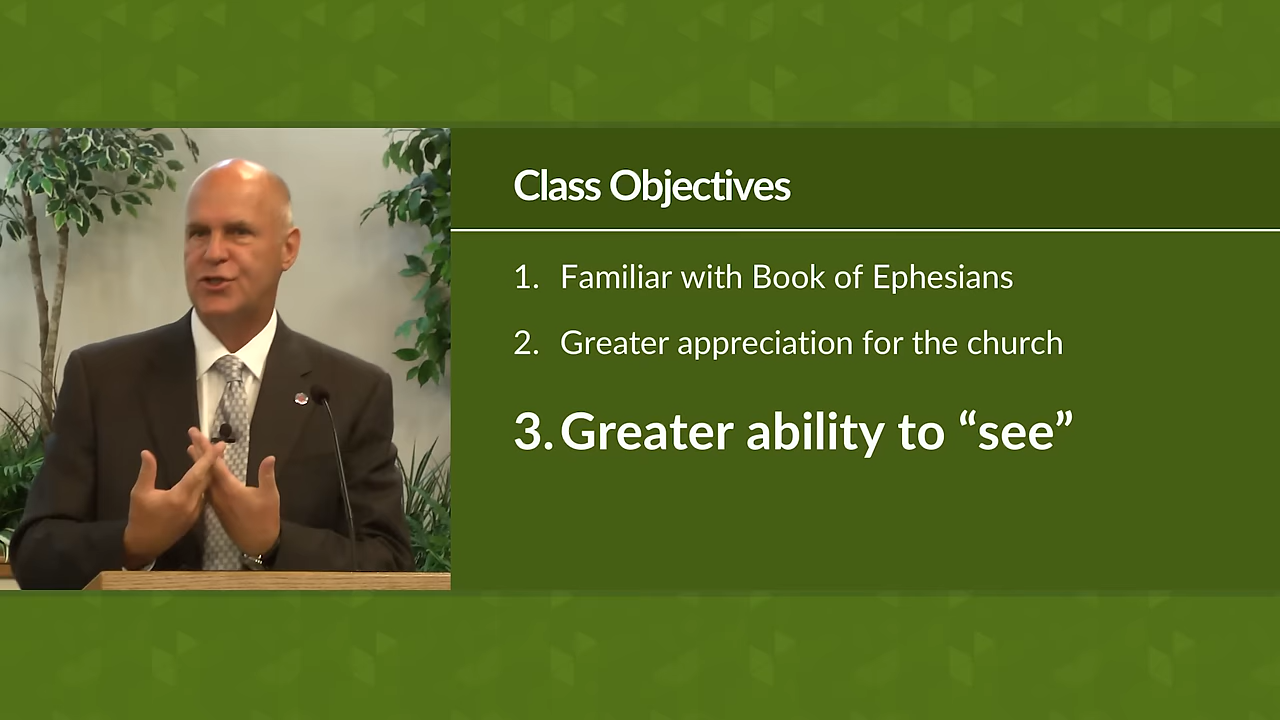 Class Objectives
1. Familiar with Book of Ephesians
2. Greater appreciation for the church
3. Greater ability to “see”